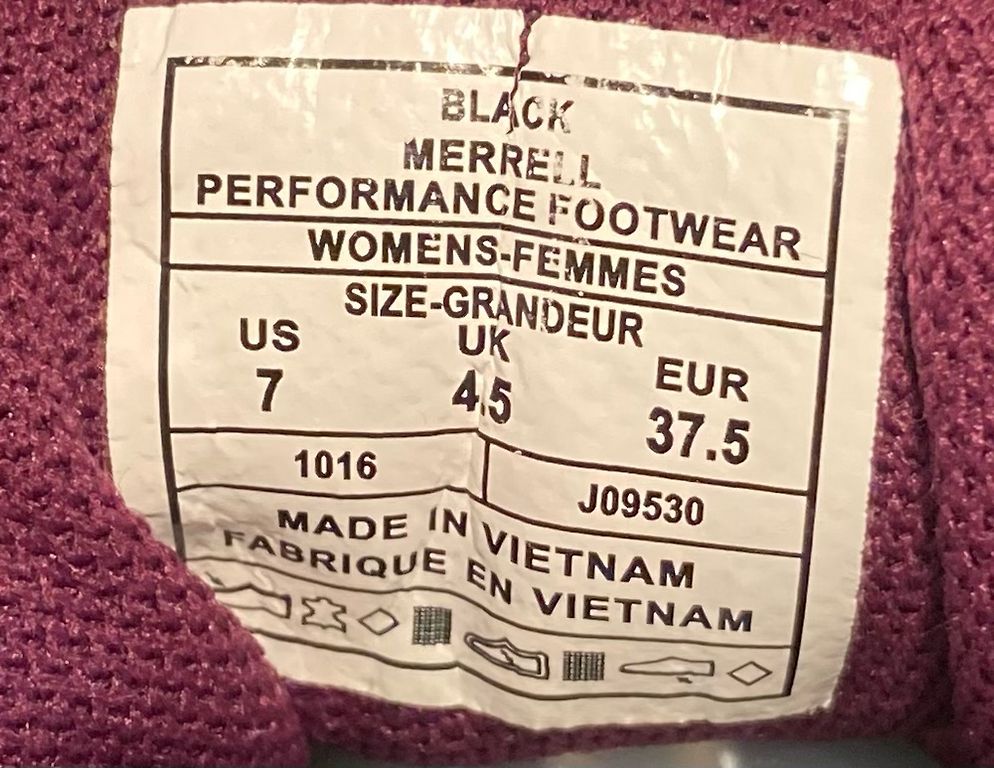 BLACK
MERRELL
PERFORMANCE FOOTWEAR
WOMENS-FEMMES
SIZE-GRANDEUR
US UK EUR
7 4.5 37.5
1016 J09530
MADE IN VIETNAM
FABRIQUE EN VIETNAM